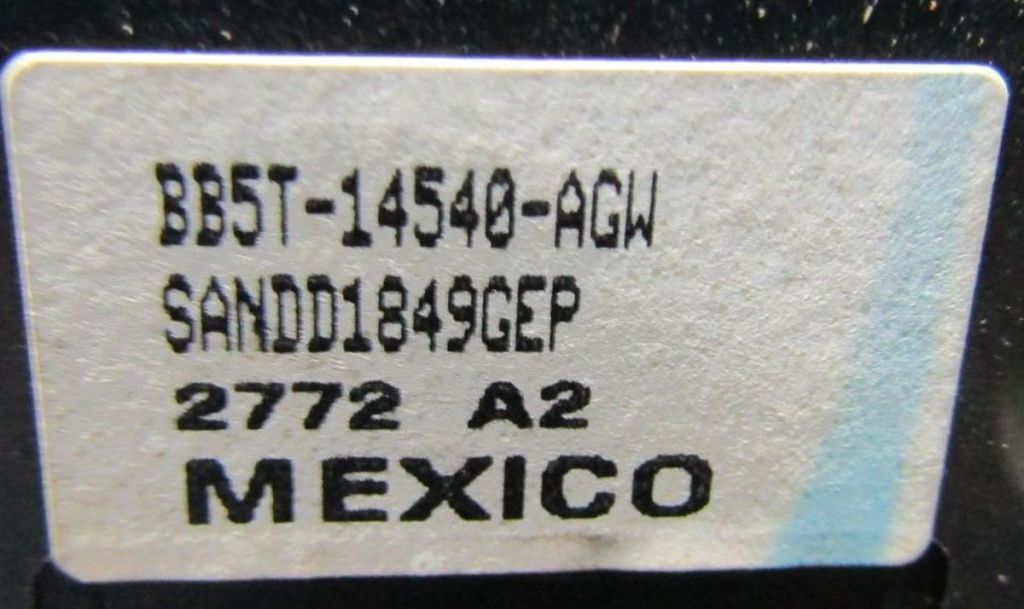 BB5T-14540-AGW
SANDD1849GEP
2772 A2
MEXICO